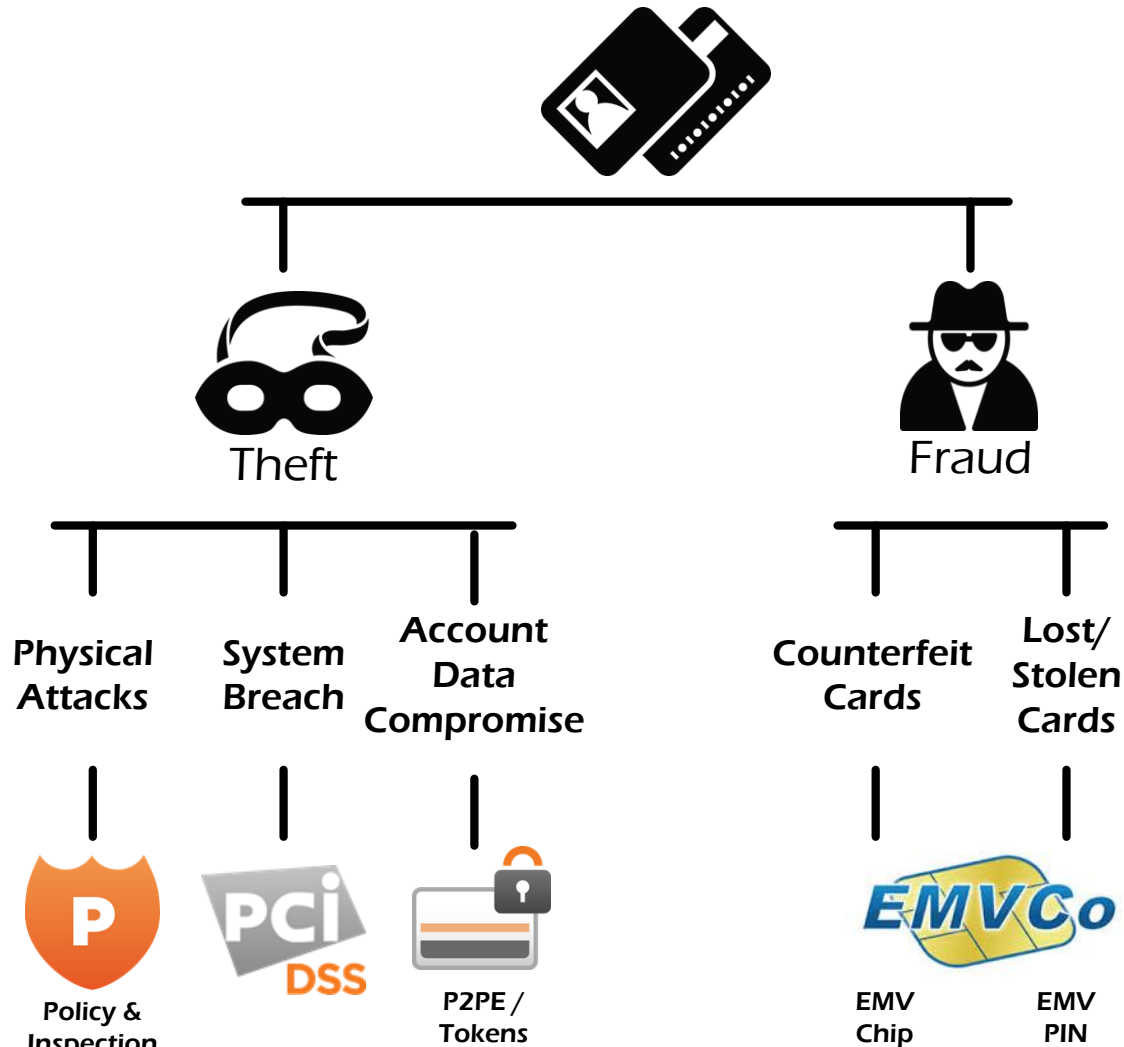 Theft
Fraud
Physical
Attacks
System
Breach
Account
Data
Compromise
Counterfeit
Cards
Lost/
Stolen
Cards
P
PCi
DSS
EMVCo
Policy &
Inspection
P2PE /
Tokens
EMV
Chip
EMV
PIN